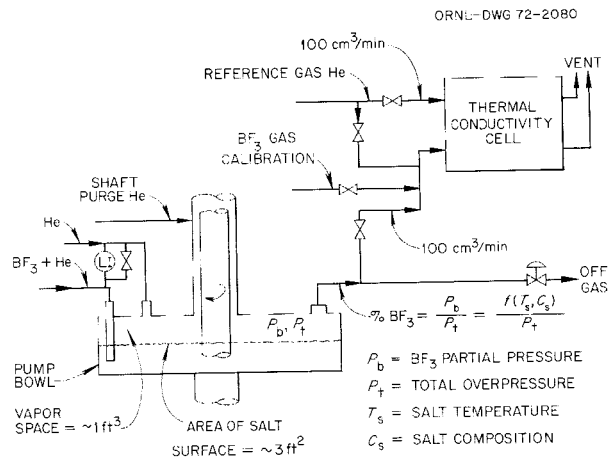 ORNL-DWG 72-2080
100 cm³/min
REFERENCE GAS He
VENT
THERMAL
CONDUCTIVITY
CELL
BF₃ GAS
CALIBRATION
SHAFT
PURGE He
He
LI
BF₃ + He
100 cm³/min
OFF
GAS
% BF₃ = P_b/P_t = f(T_s, C_s)/P_t
P_b, P_t
PUMP
BOWL
VAPOR
SPACE = ~1 ft³
AREA OF SALT
SURFACE = ~3 ft²
P_b = BF₃ PARTIAL PRESSURE
P_t = TOTAL OVERPRESSURE
T_s = SALT TEMPERATURE
C_s = SALT COMPOSITION